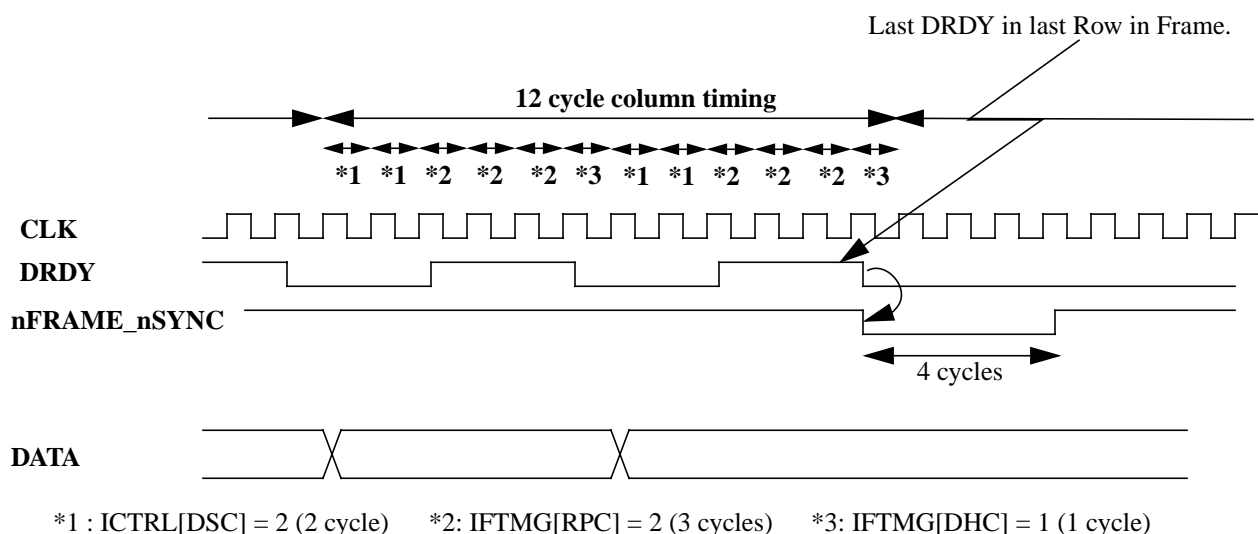 Last DRDY in last Row in Frame.
12 cycle column timing
*1 *1 *2 *2 *2 *3 *1 *1 *2 *2 *2 *3
CLK
DRDY
nFRAME_nSYNC
4 cycles
DATA
*1 : ICTRL[DSC] = 2 (2 cycle) *2: IFTMG[RPC] = 2 (3 cycles) *3: IFTMG[DHC] = 1 (1 cycle)